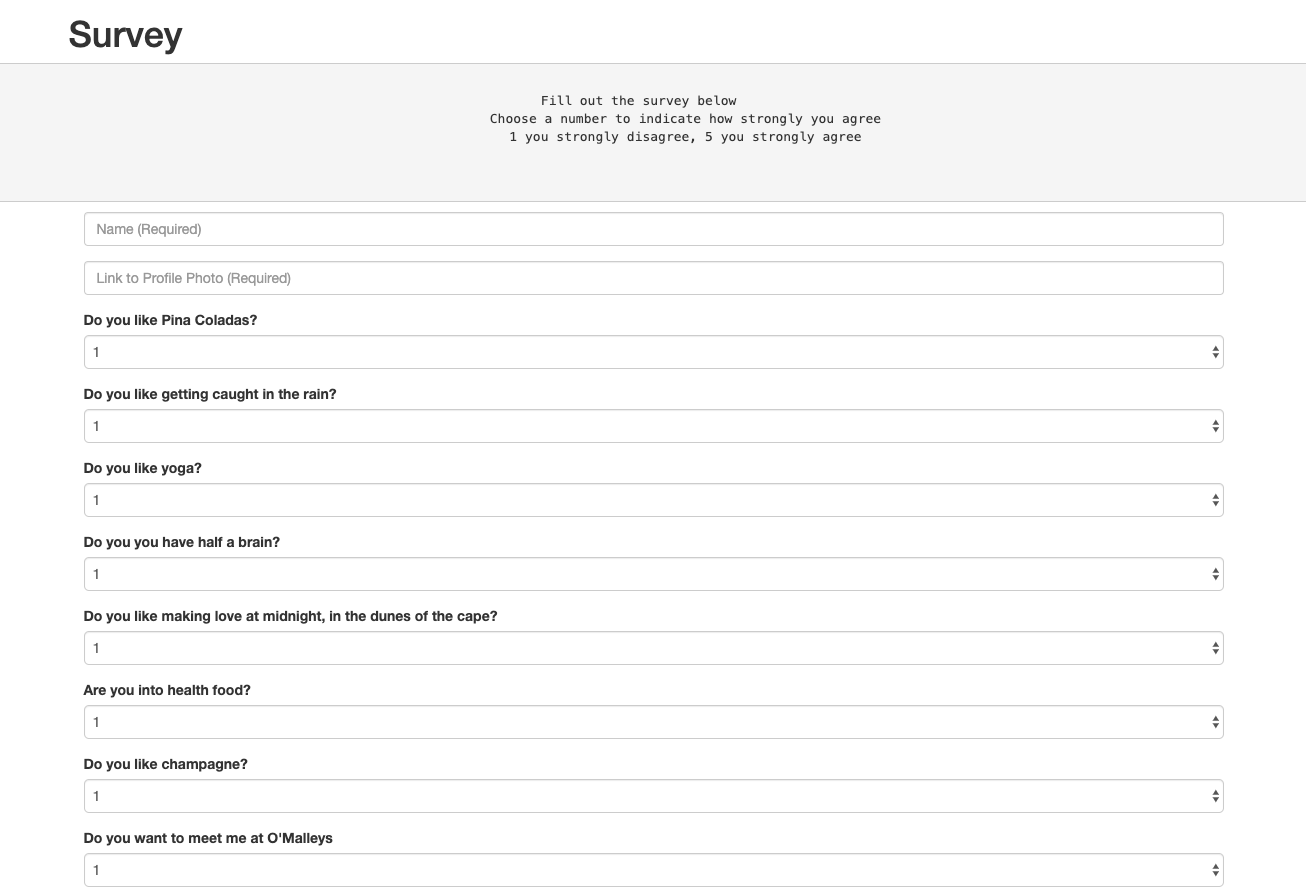 Survey
Fill out the survey below
Choose a number to indicate how strongly you agree
1 you strongly disagree, 5 you strongly agree
Name (Required)
Link to Profile Photo (Required)
Do you like Pina Coladas?
1
Do you like getting caught in the rain?
1
Do you like yoga?
1
Do you you have half a brain?
1
Do you like making love at midnight, in the dunes of the cape?
1
Are you into health food?
1
Do you like champagne?
1
Do you want to meet me at O'Malleys
1